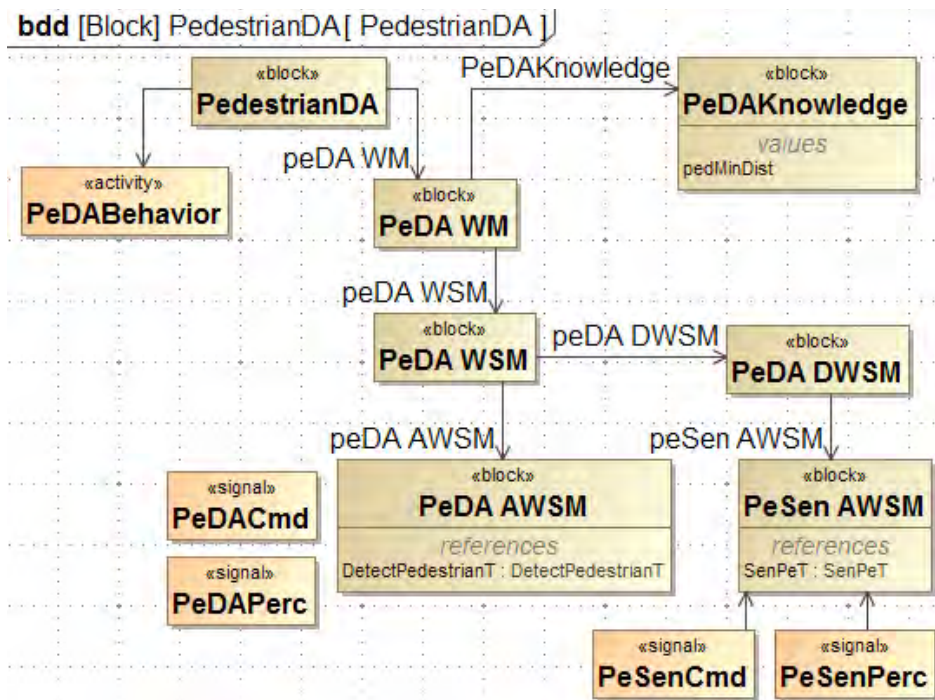 bdd [Block] PedestrianDA[ PedestrianDA ]
«block»
PedestrianDA
PeDAKnowledge
«block»
PeDAKnowledge
values
pedMinDist
peDA WM
«activity»
PeDABehavior
«block»
PeDA WM
peDA WSM
«block»
PeDA WSM
peDA DWSM
«block»
PeDA DWSM
peDA AWSM
peSen AWSM
«block»
PeDA AWSM
references
DetectPedestrianT : DetectPedestrianT
«block»
PeSen AWSM
references
SenPeT : SenPeT
«signal»
PeDACmd
«signal»
PeDAPerc
«signal»
PeSenCmd
«signal»
PeSenPerc